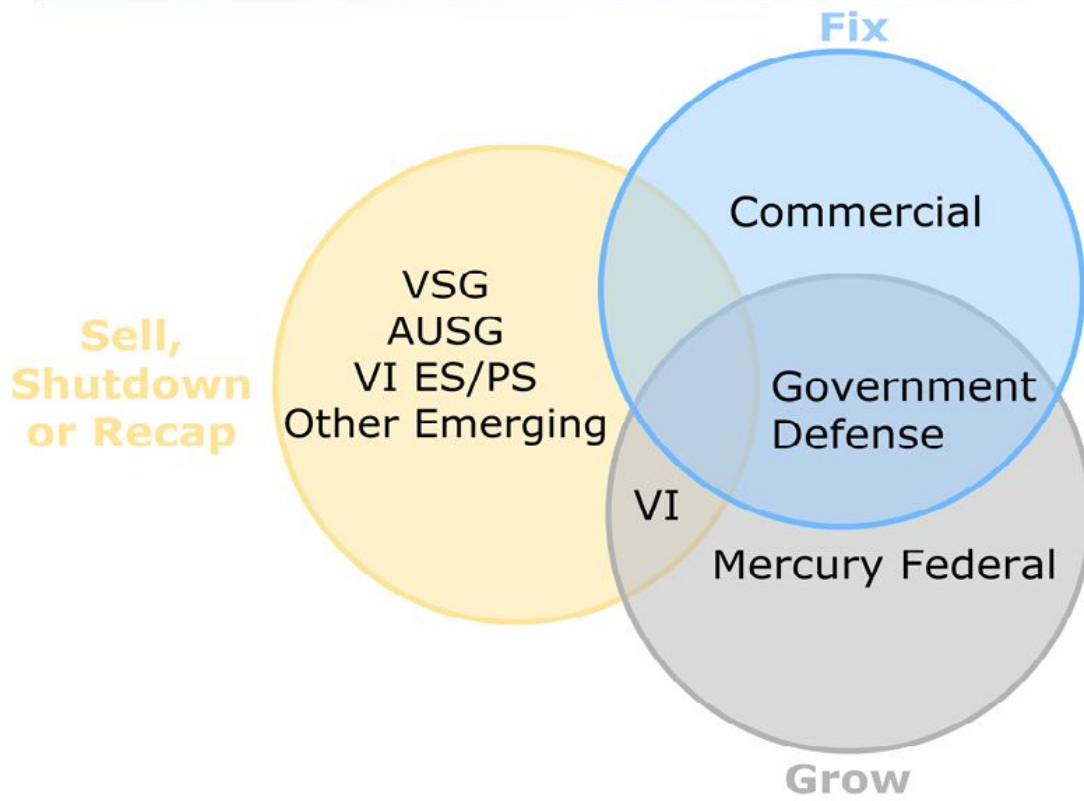 Fix
Commercial
VSG
AUSG
VI ES/PS
Other Emerging
Sell,
Shutdown
or Recap
Government
Defense
VI
Mercury Federal
Grow